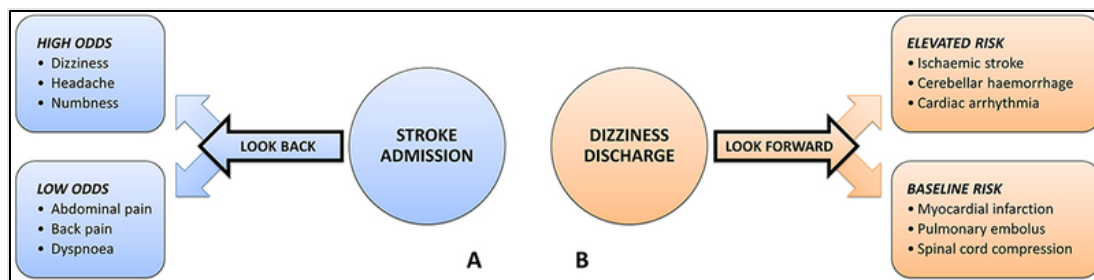 HIGH ODDS
• Dizziness
• Headache
• Numbness
LOW ODDS
• Abdominal pain
• Back pain
• Dyspnoea
LOOK BACK
STROKE
ADMISSION
A
DIZZINESS
DISCHARGE
B
LOOK FORWARD
ELEVATED RISK
• Ischaemic stroke
• Cerebellar haemorrhage
• Cardiac arrhythmia
BASELINE RISK
• Myocardial infarction
• Pulmonary embolus
• Spinal cord compression